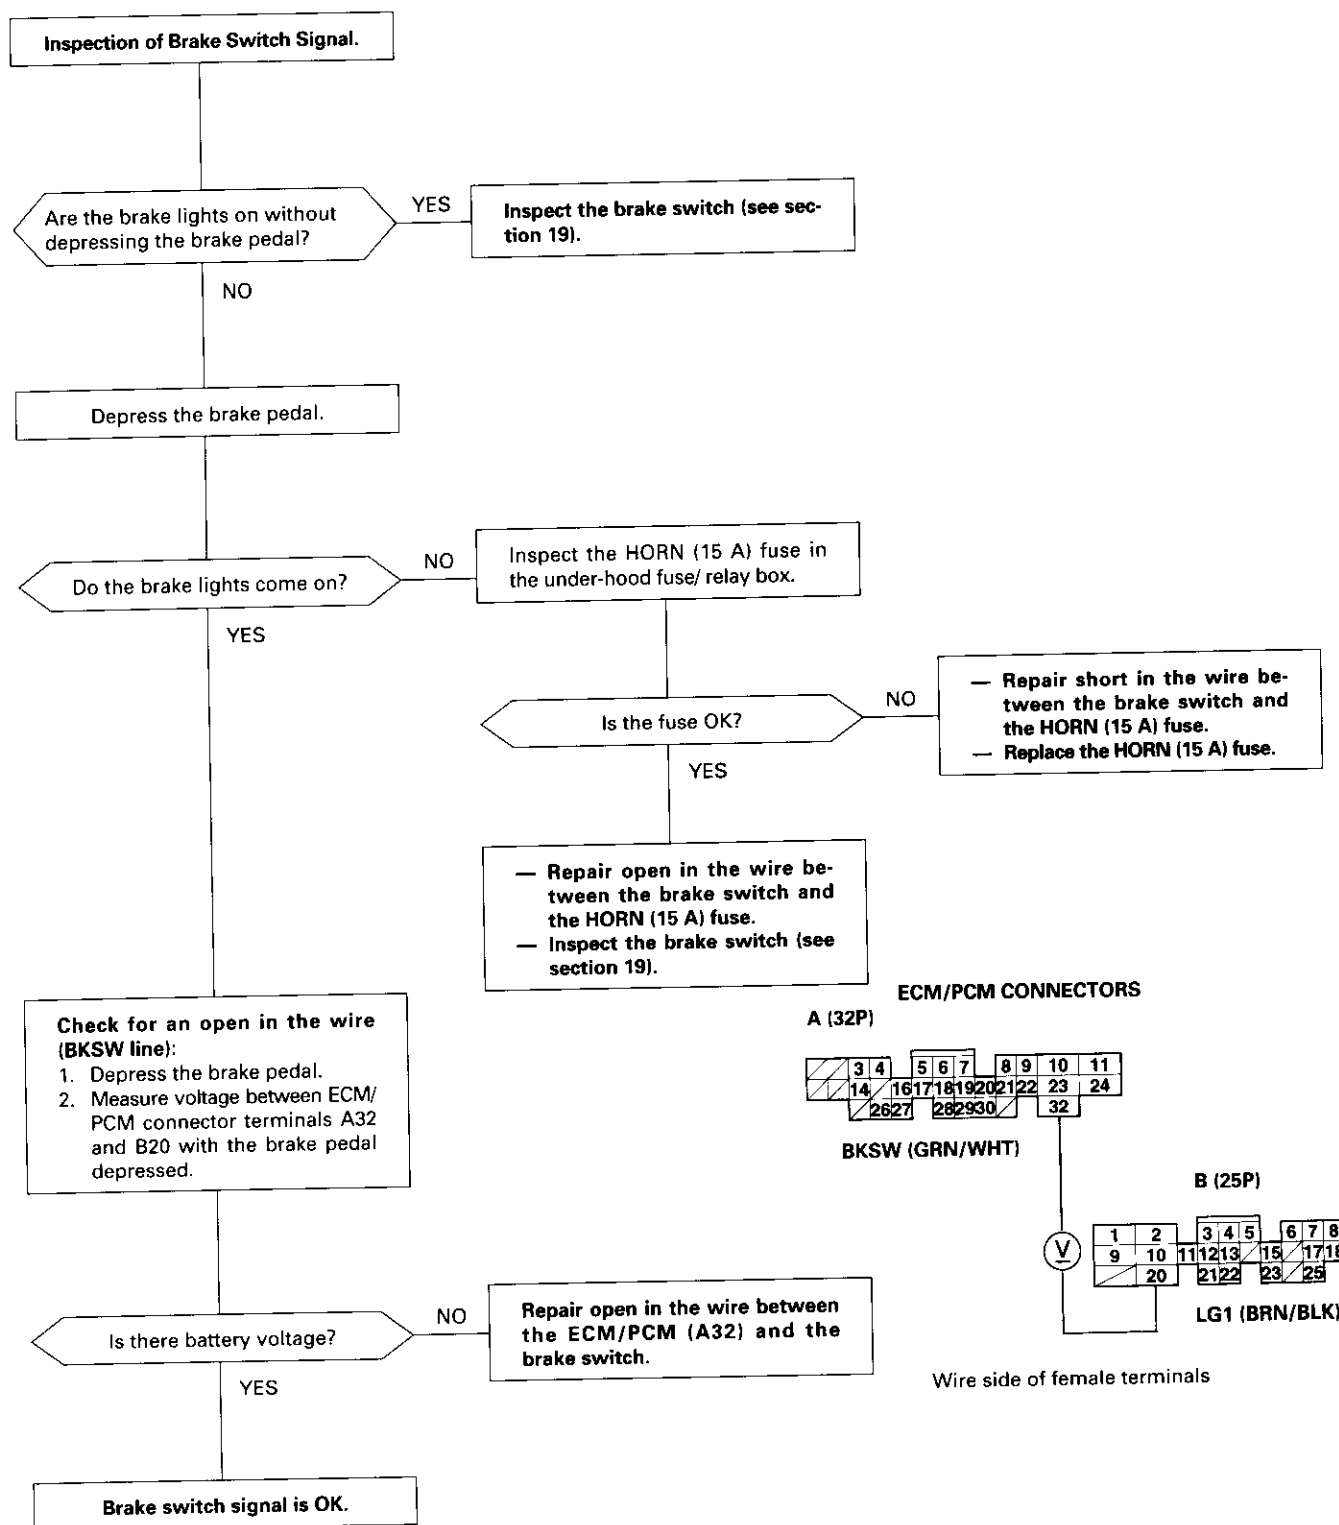 Inspection of Brake Switch Signal.
Are the brake lights on without
depressing the brake pedal?
YES
Inspect the brake switch (see sec-
tion 19).
NO
Depress the brake pedal.
Do the brake lights come on?
NO
Inspect the HORN (15 A) fuse in
the under-hood fuse/ relay box.
YES
Is the fuse OK?
NO
— Repair short in the wire be-
tween the brake switch and
the HORN (15 A) fuse.
— Replace the HORN (15 A) fuse.
YES
— Repair open in the wire be-
tween the brake switch and
the HORN (15 A) fuse.
— Inspect the brake switch (see
section 19).
Check for an open in the wire
(BKSW line):
1. Depress the brake pedal.
2. Measure voltage between ECM/
PCM connector terminals A32
and B20 with the brake pedal
depressed.
ECM/PCM CONNECTORS
A (32P)
3 4 5 6 7 8 9 10 11
14 16 17 18 19 20 21 22 23 24
26 27 28 29 30 32
BKSW (GRN/WHT)
B (25P)
1 2 3 4 5 6 7 8
9 10 11 12 13 15 17 18
20 21 22 23 25
V
LG1 (BRN/BLK)
Wire side of female terminals
Is there battery voltage?
NO
Repair open in the wire between
the ECM/PCM (A32) and the
brake switch.
YES
Brake switch signal is OK.